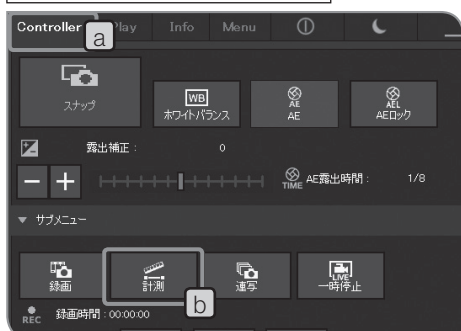 Controller Play Info Menu
a
スナップ
WB
ホワイトバランス
AE
AE
AEL
AEロック
露出補正: 0
TIME AE露出時間: 1/8
▼ サブメニュー
録画
計測
連写
LIVE
一時停止
b
REC 録画時間: 00:00:00